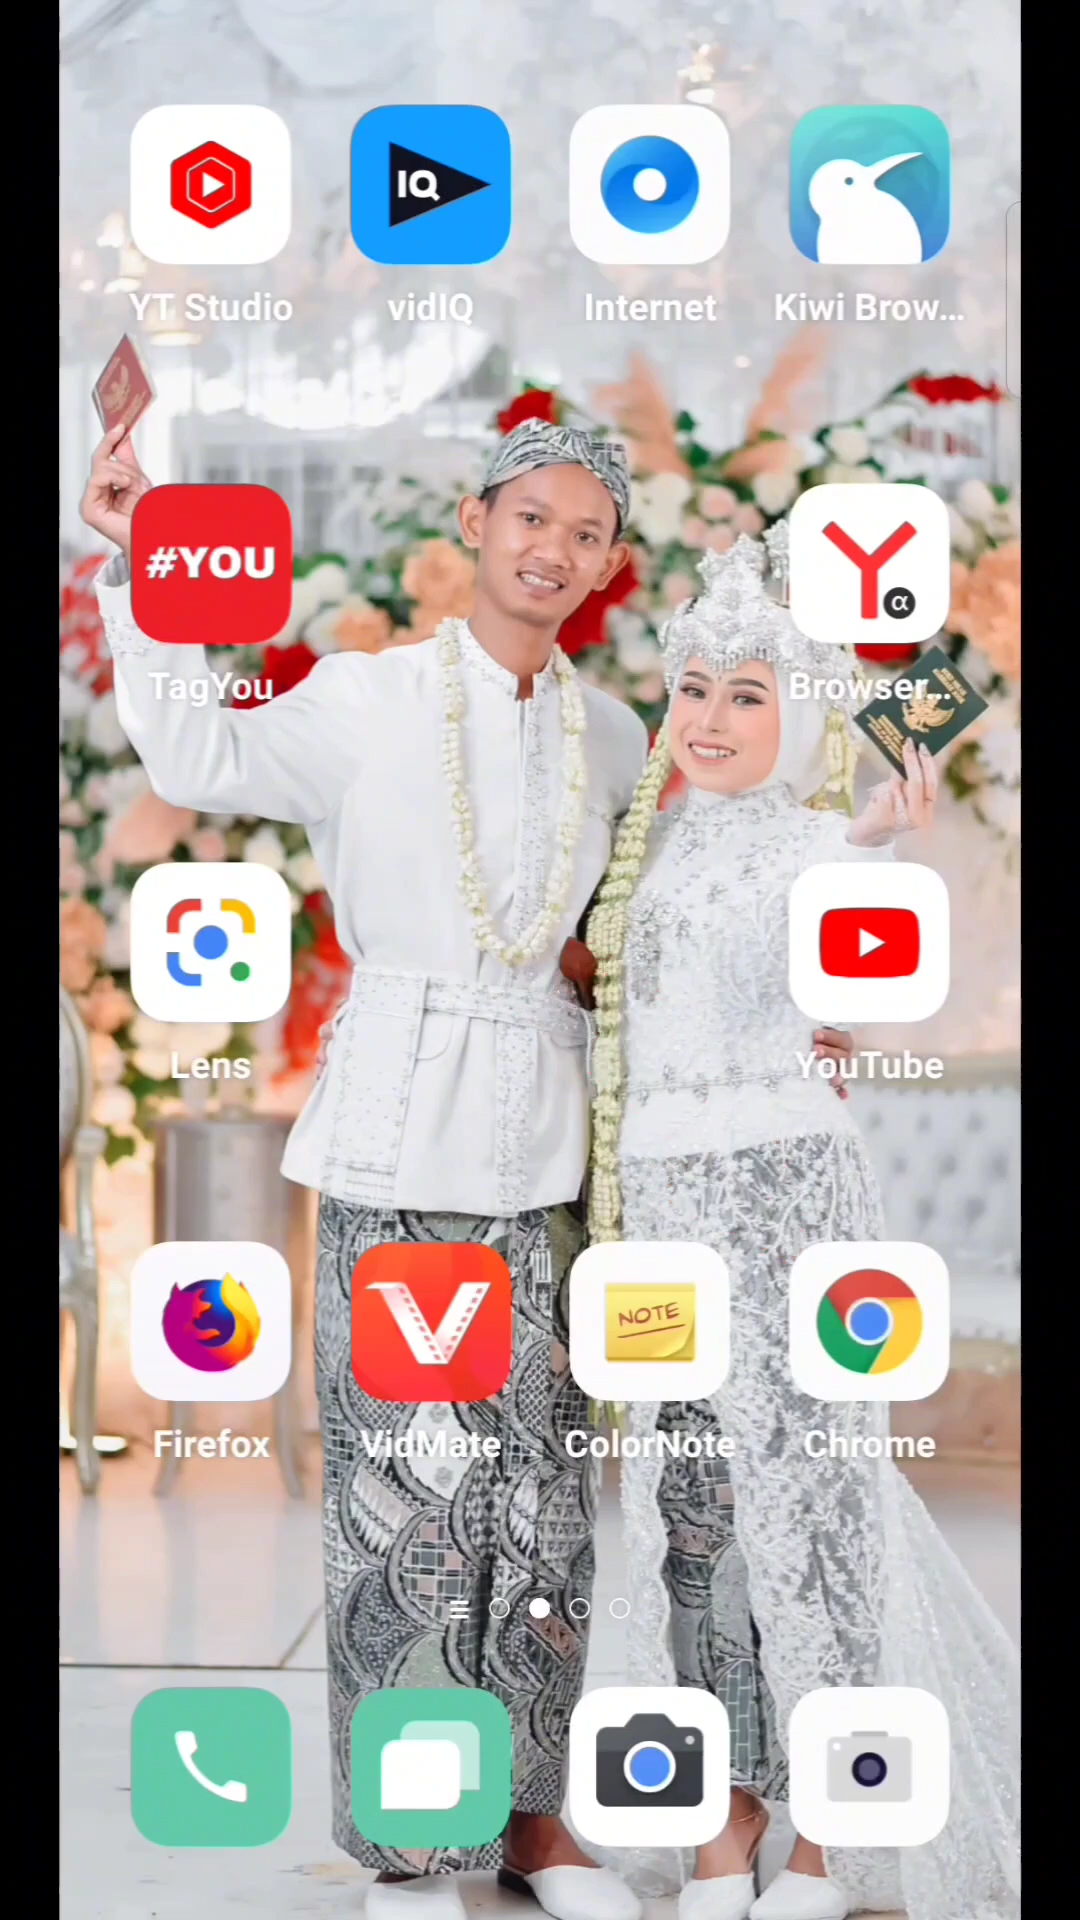 YT Studio
IQ
vidIQ
Internet
Kiwi Brow...
#YOU
TagYou
α
Browser...
Lens
YouTube
Firefox
VidMate
NOTE
ColorNote
Chrome